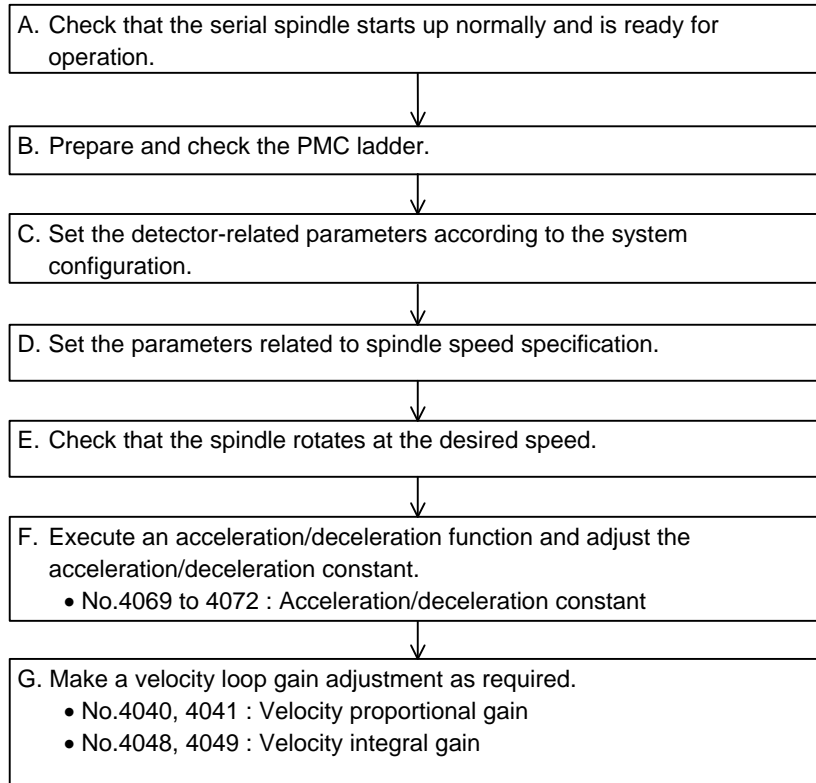 A. Check that the serial spindle starts up normally and is ready for
operation.
B. Prepare and check the PMC ladder.
C. Set the detector-related parameters according to the system
configuration.
D. Set the parameters related to spindle speed specification.
E. Check that the spindle rotates at the desired speed.
F. Execute an acceleration/deceleration function and adjust the
acceleration/deceleration constant.
• No.4069 to 4072 : Acceleration/deceleration constant
G. Make a velocity loop gain adjustment as required.
• No.4040, 4041 : Velocity proportional gain
• No.4048, 4049 : Velocity integral gain